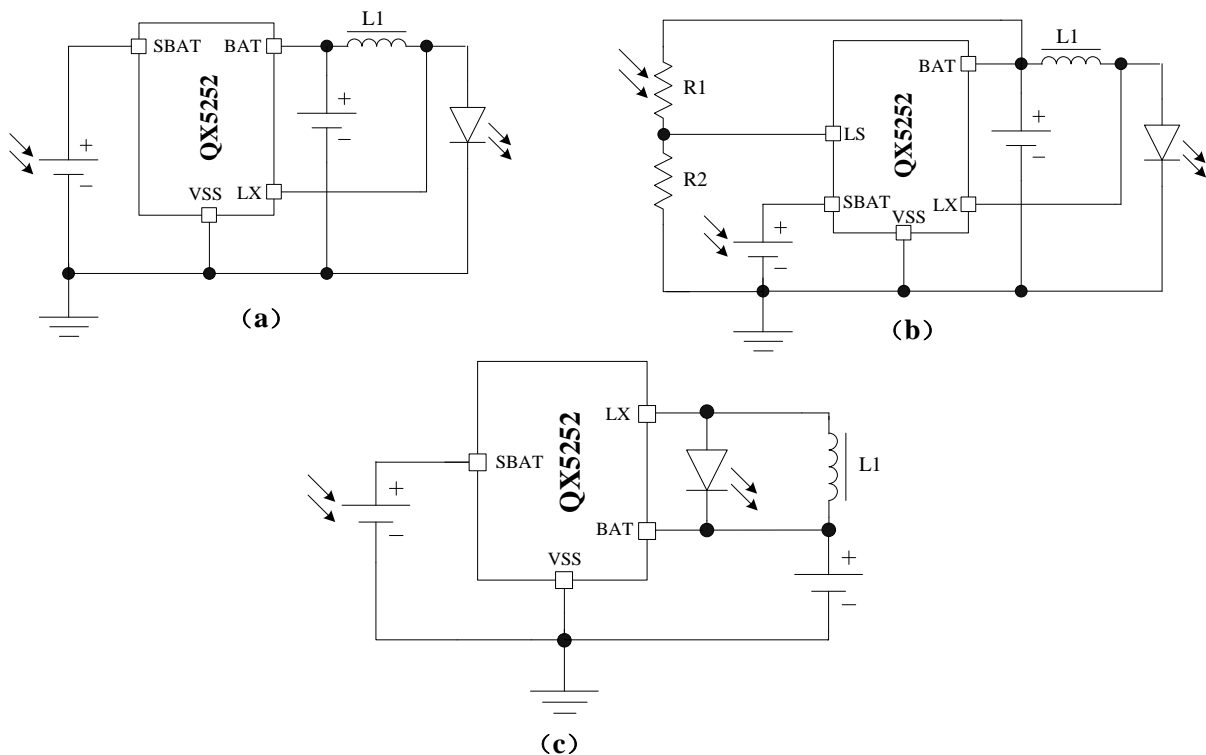 SBAT
BAT
L1
QX5252
+
−
+
−
VSS
LX
（a）
R1
R2
LS
SBAT
BAT
L1
QX5252
+
−
+
−
VSS
LX
（b）
SBAT
LX
QX5252
L1
BAT
VSS
+
−
+
−
（c）